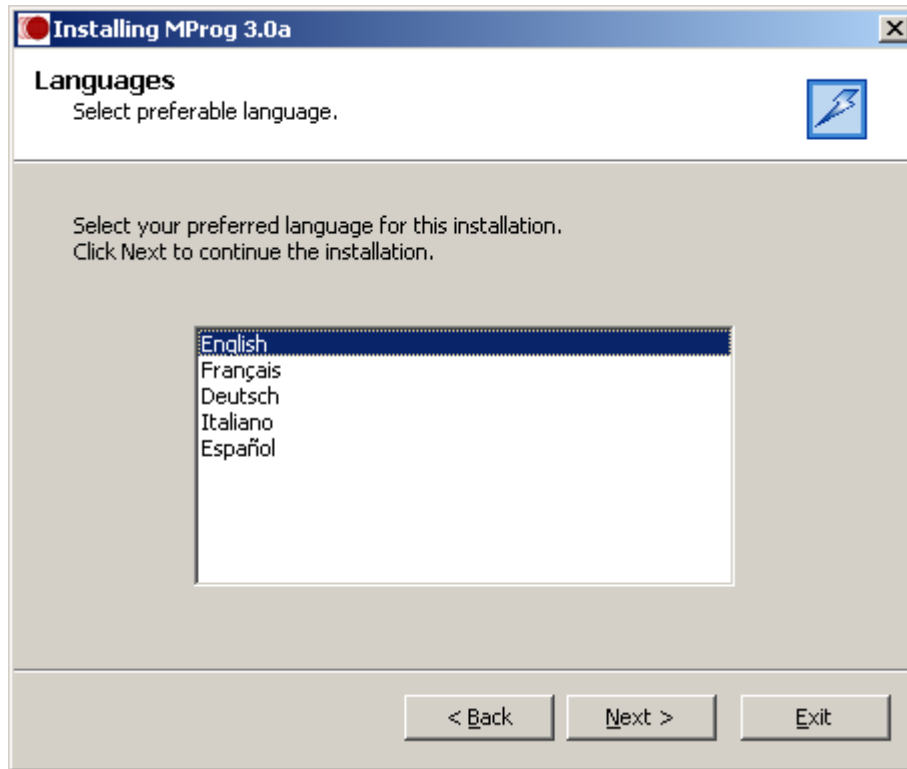 Installing MProg 3.0a
Languages
Select preferable language.
Select your preferred language for this installation.
Click Next to continue the installation.
English
Français
Deutsch
Italiano
Español
< Back
Next >
Exit